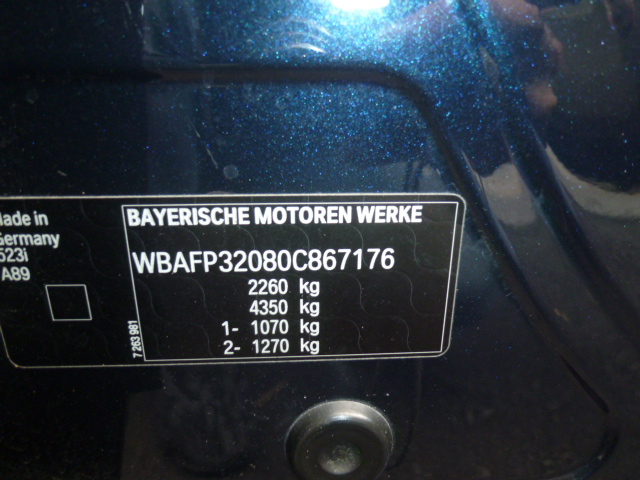 Made in
Germany
523i
A89
BAYERISCHE MOTOREN WERKE
WBAFP32080C867176
2260 kg
4350 kg
1- 1070 kg
2- 1270 kg
7 263 981